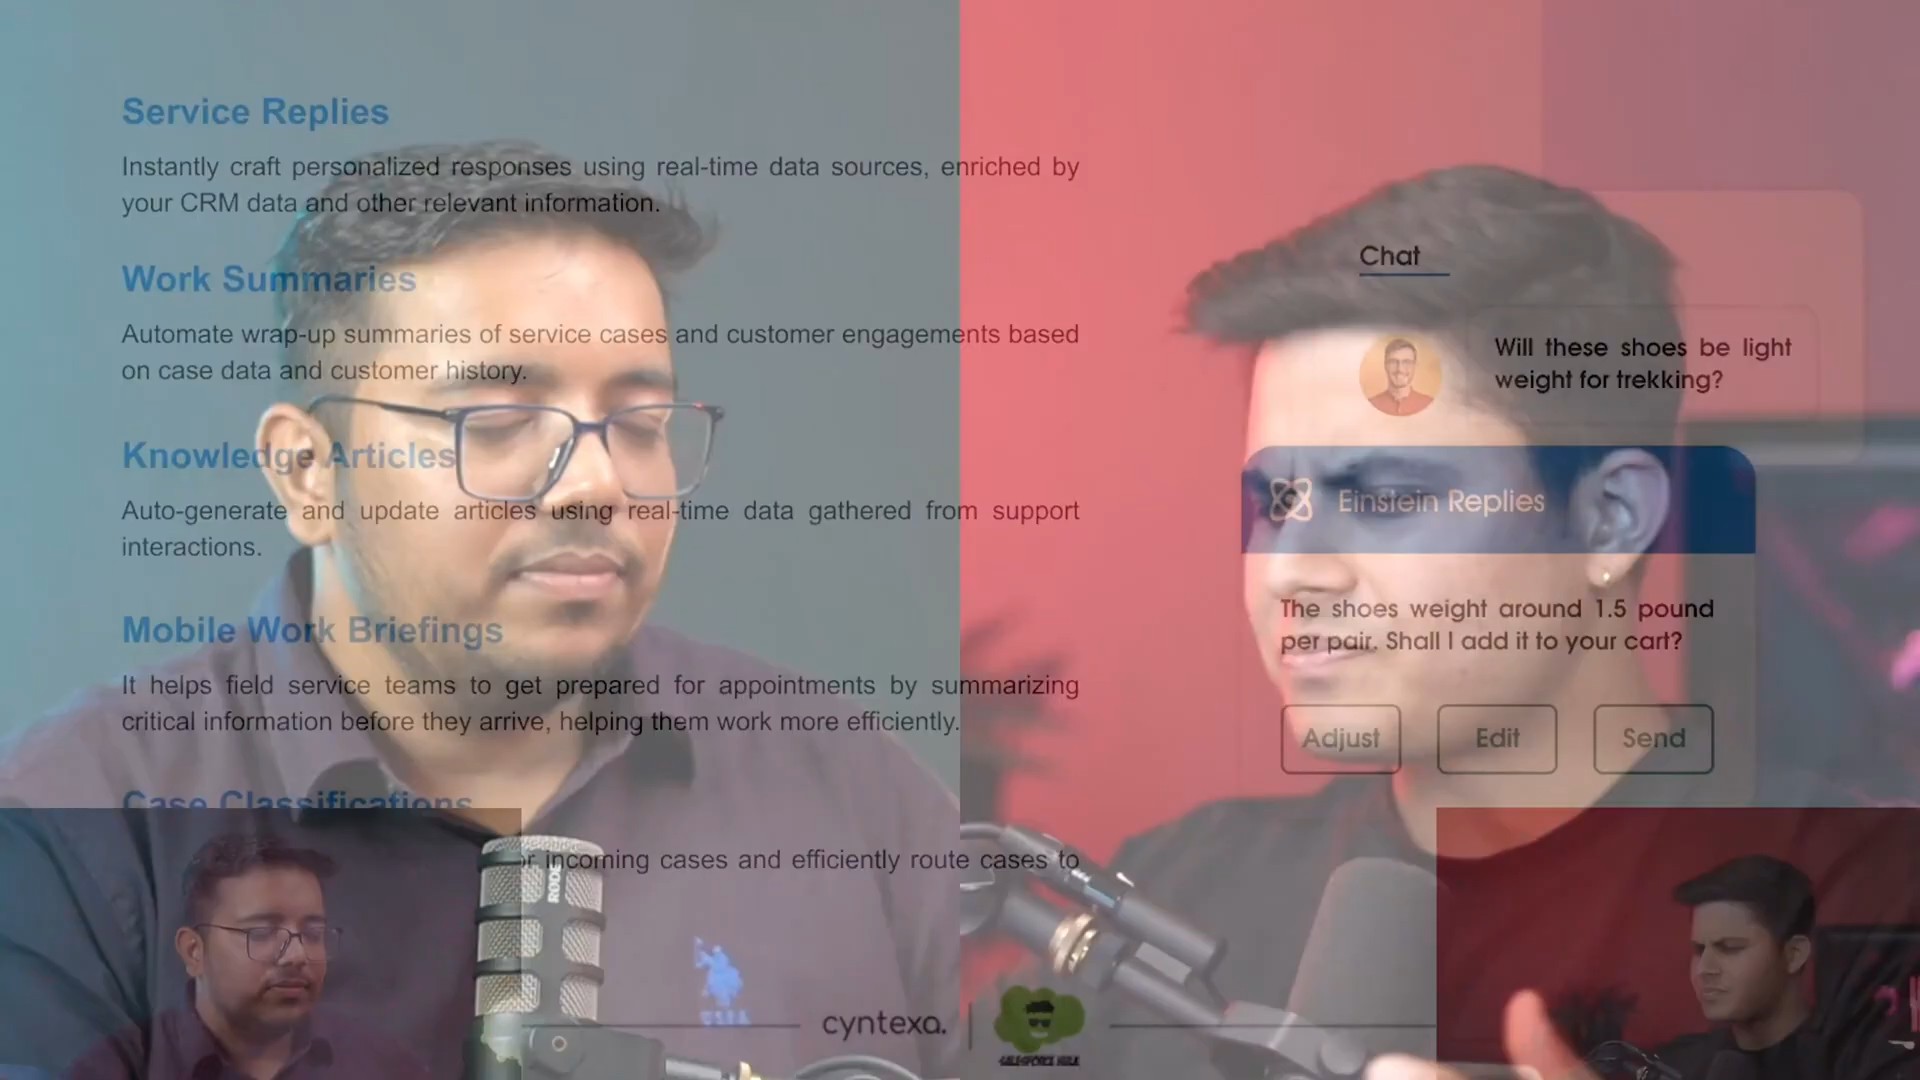 Service Replies
Instantly craft personalized responses using real-time data sources, enriched by
your CRM data and other relevant information.
Work Summaries
Automate wrap-up summaries of service cases and customer engagements based
on case data and customer history.
Knowledge Articles
Auto-generate and update articles using real-time data gathered from support
interactions.
Mobile Work Briefings
It helps field service teams to get prepared for appointments by summarizing
critical information before they arrive, helping them work more efficiently.
Case Classifications
incoming cases and efficiently route cases to
Chat
Will these shoes be light
weight for trekking?
Einstein Replies
The shoes weight around 1.5 pound
per pair. Shall I add it to your cart?
Adjust
Edit
Send
RODE
cyntexa.
SALESFORCE HULK